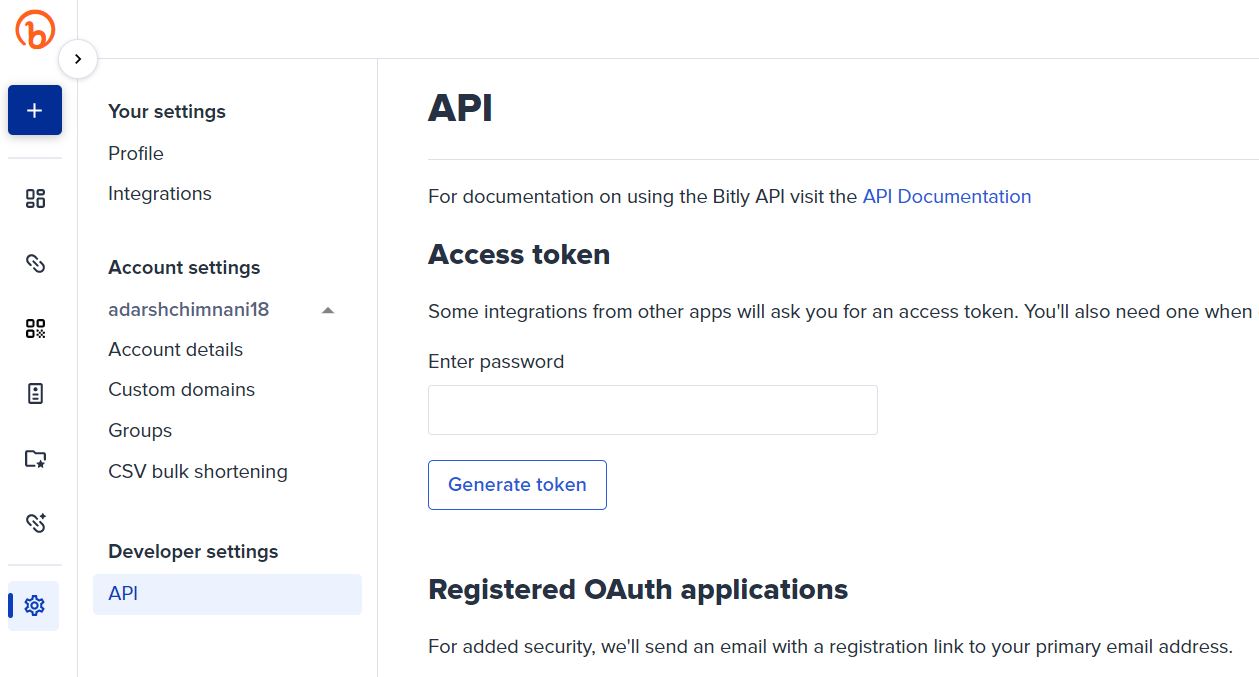 Your settings
Profile
Integrations
Account settings
adarshchimnani18
Account details
Custom domains
Groups
CSV bulk shortening
Developer settings
API
API
For documentation on using the Bitly API visit the API Documentation
Access token
Some integrations from other apps will ask you for an access token. You'll also need one when
Enter password
Generate token
Registered OAuth applications
For added security, we'll send an email with a registration link to your primary email address.